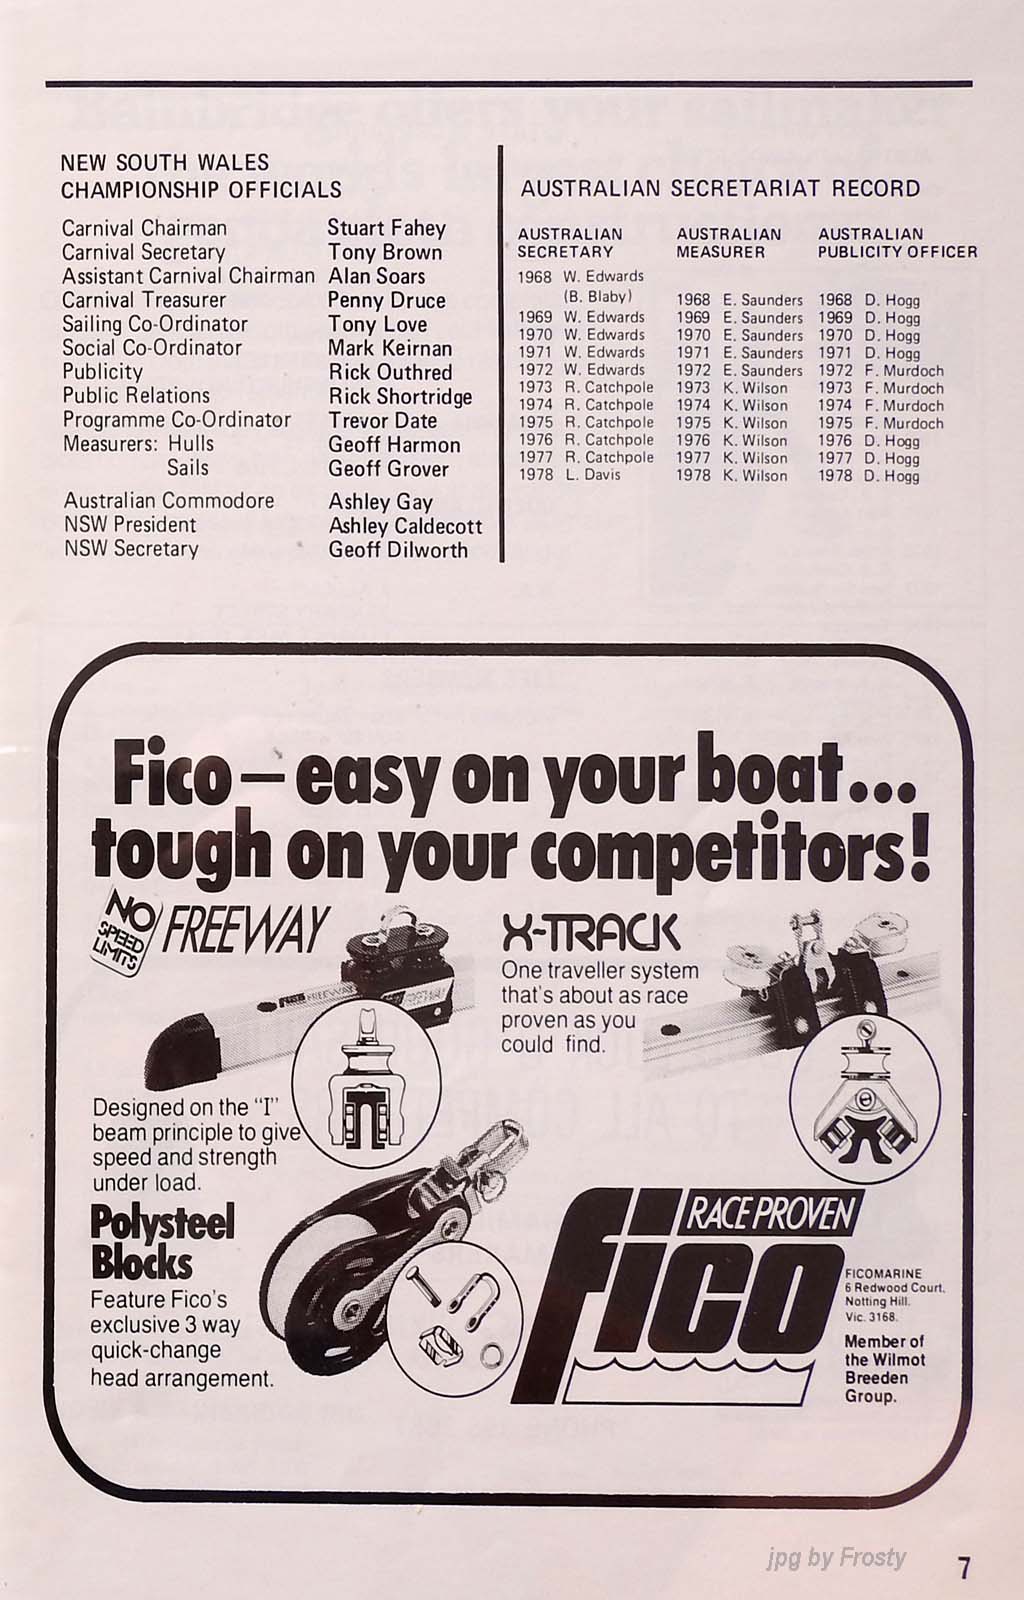 NEW SOUTH WALES
CHAMPIONSHIP OFFICIALS
Carnival Chairman Stuart Fahey
Carnival Secretary Tony Brown
Assistant Carnival Chairman Alan Soars
Carnival Treasurer Penny Druce
Sailing Co-Ordinator Tony Love
Social Co-Ordinator Mark Keirnan
Publicity Rick Outhred
Public Relations Rick Shortridge
Programme Co-Ordinator Trevor Date
Measurers: Hulls Geoff Harmon
Sails Geoff Grover
Australian Commodore Ashley Gay
NSW President Ashley Caldecott
NSW Secretary Geoff Dilworth
AUSTRALIAN SECRETARIAT RECORD
AUSTRALIAN AUSTRALIAN AUSTRALIAN
SECRETARY MEASURER PUBLICITY OFFICER
1968 W. Edwards
(B. Blaby) 1968 E. Saunders 1968 D. Hogg
1969 W. Edwards 1969 E. Saunders 1969 D. Hogg
1970 W. Edwards 1970 E. Saunders 1970 D. Hogg
1971 W. Edwards 1971 E. Saunders 1971 D. Hogg
1972 W. Edwards 1972 E. Saunders 1972 F. Murdoch
1973 R. Catchpole 1973 K. Wilson 1973 F. Murdoch
1974 R. Catchpole 1974 K. Wilson 1974 F. Murdoch
1975 R. Catchpole 1975 K. Wilson 1975 F. Murdoch
1976 R. Catchpole 1976 K. Wilson 1976 D. Hogg
1977 R. Catchpole 1977 K. Wilson 1977 D. Hogg
1978 L. Davis 1978 K. Wilson 1978 D. Hogg
Fico – easy on your boat...
tough on your competitors!
NO
SPEED
LIMITS
FREEWAY
FICO FREEWAY
FREEWAY
Designed on the "I"
beam principle to give
speed and strength
under load.
X-TRACK
One traveller system
that's about as race
proven as you
could find.
Polysteel
Blocks
Feature Fico's
exclusive 3 way
quick-change
head arrangement.
RACE PROVEN
fico
FICOMARINE
6 Redwood Court,
Notting Hill.
Vic. 3168.
Member of
the Wilmot
Breeden
Group.
jpg by Frosty
7